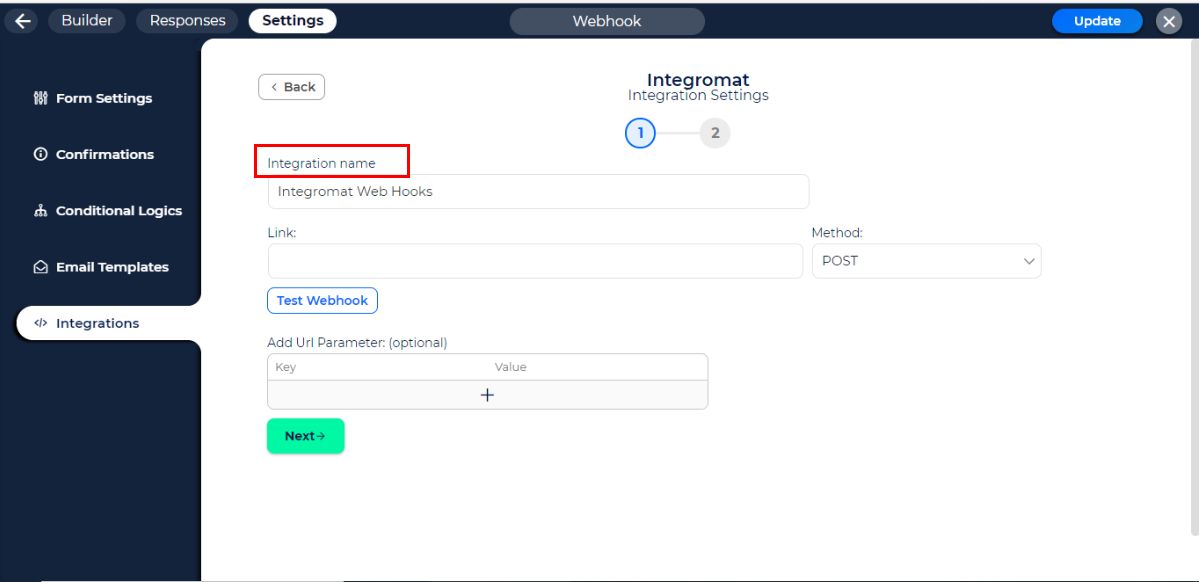 Builder
Responses
Settings
Webhook
Update
Form Settings
Confirmations
Conditional Logics
Email Templates
</> Integrations
< Back
Integromat
Integration Settings
1
2
Integration name
Integromat Web Hooks
Link:
Method:
POST
Test Webhook
Add Url Parameter: (optional)
Key Value
+
Next→